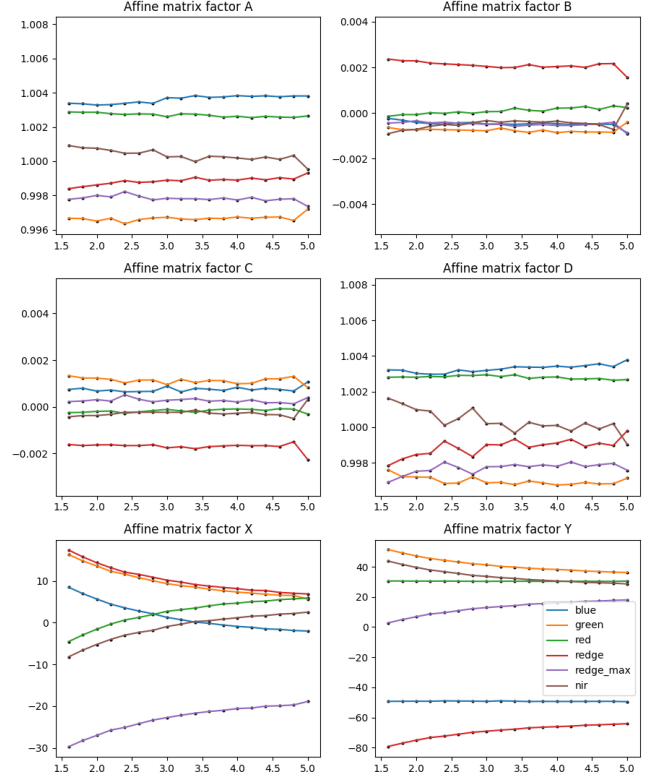 Affine matrix factor A
Affine matrix factor B
1.008
1.006
1.004
1.002
1.000
0.998
0.996
1.5 2.0 2.5 3.0 3.5 4.0 4.5 5.0
0.004
0.002
0.000
−0.002
−0.004
1.5 2.0 2.5 3.0 3.5 4.0 4.5 5.0
Affine matrix factor C
Affine matrix factor D
0.004
0.002
0.000
−0.002
1.5 2.0 2.5 3.0 3.5 4.0 4.5 5.0
1.008
1.006
1.004
1.002
1.000
0.998
1.5 2.0 2.5 3.0 3.5 4.0 4.5 5.0
Affine matrix factor X
Affine matrix factor Y
10
0
−10
−20
−30
1.5 2.0 2.5 3.0 3.5 4.0 4.5 5.0
40
20
0
−20
−40
−60
−80
1.5 2.0 2.5 3.0 3.5 4.0 4.5 5.0
blue
green
red
redge
redge_max
nir